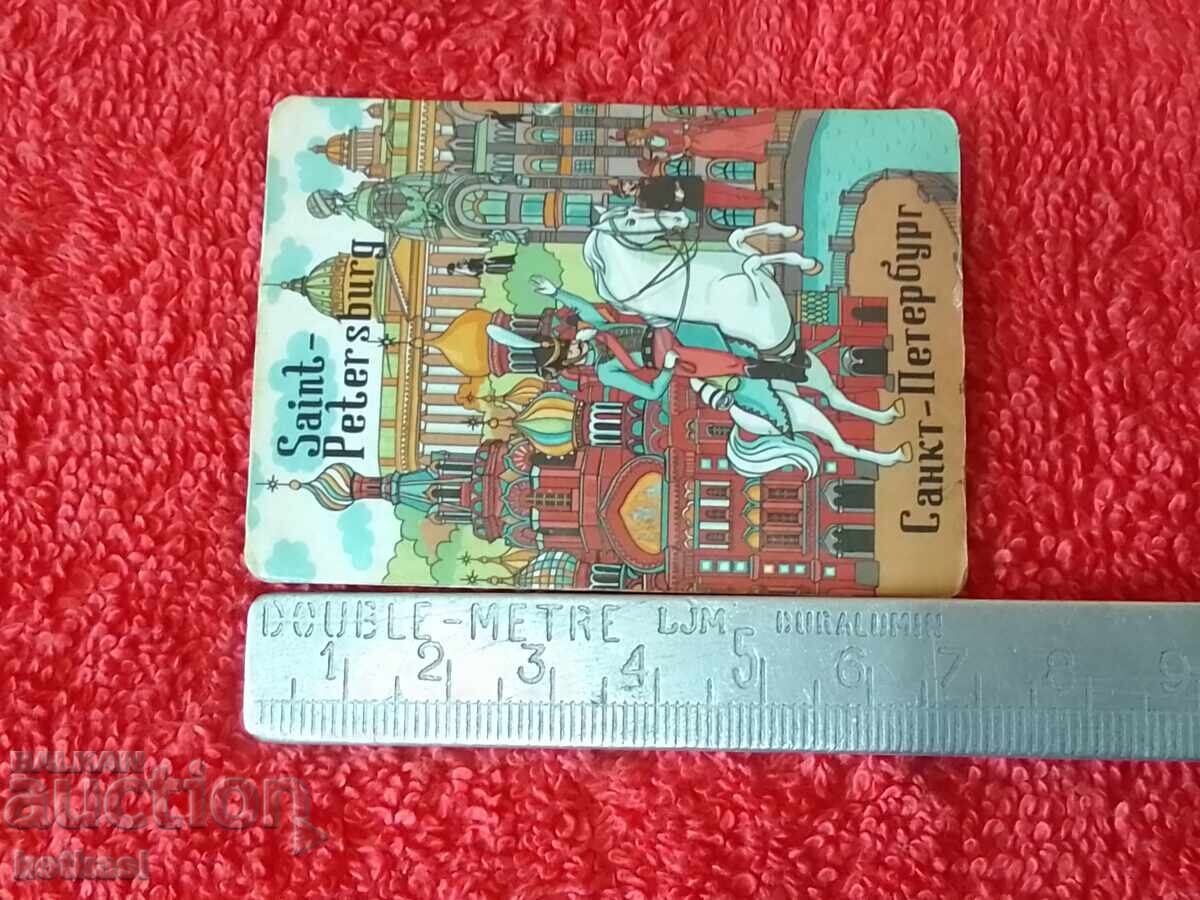 Saint-
Petersburg
Санкт-Петербург
DOUBLE-METRE LJM DURALUMIN
1 2 3 4 5 6 7 8 9
BALKAN
auction
hotkasl